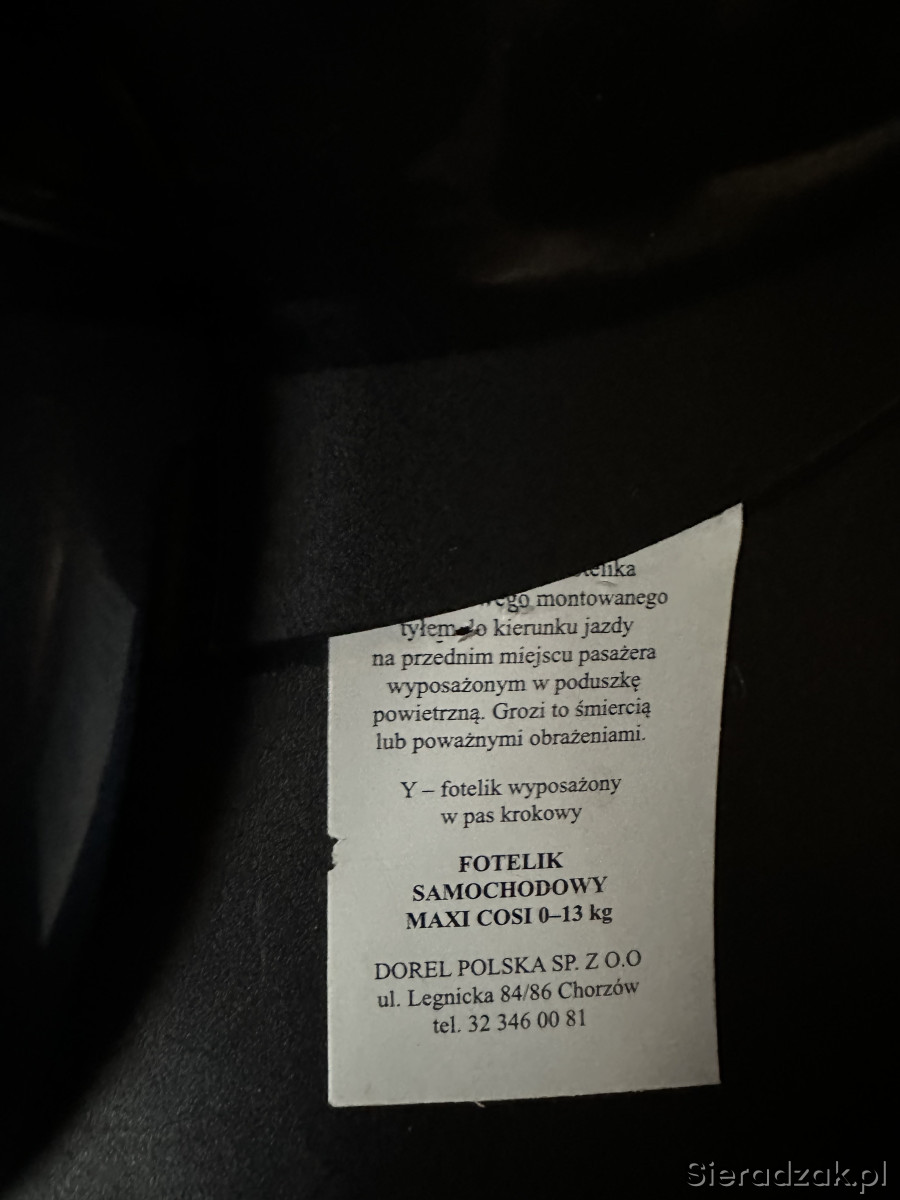 montowanego
tyłem do kierunku jazdy
na przednim miejscu pasażera
wyposażonym w poduszkę
powietrzną. Grozi to śmiercią
lub poważnymi obrażeniami.
Y – fotelik wyposażony
w pas krokowy
FOTELIK
SAMOCHODOWY
MAXI COSI 0–13 kg
DOREL POLSKA SP. Z O.O
ul. Legnicka 84/86 Chorzów
tel. 32 346 00 81
Sieradzak.pl